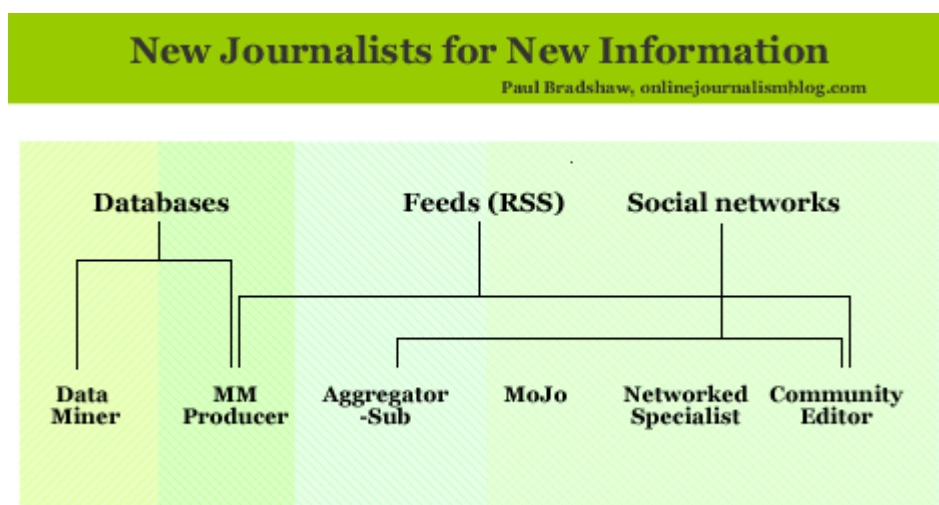 New Journalists for New Information
Paul Bradshaw, onlinejournalismblog.com
Databases
Feeds (RSS)
Social networks
Data
Miner
MM
Producer
Aggregator
-Sub
MoJo
Networked
Specialist
Community
Editor